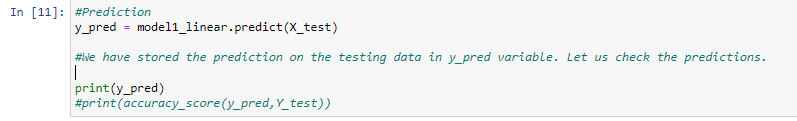 In [11]: #Prediction
y_pred = model1_linear.predict(X_test)
#We have stored the prediction on the testing data in y_pred variable. Let us check the predictions.
print(y_pred)
#print(accuracy_score(y_pred,Y_test))